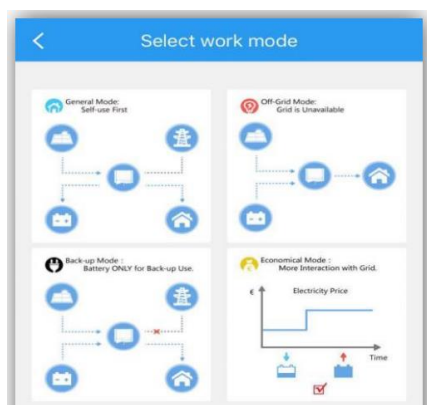 Select work mode
General Mode:
Self-use First
Off-Grid Mode:
Grid is Unavailable
Back-up Mode :
Battery ONLY for Back-up Use.
Economical Mode :
More Interaction with Grid.
€
Electricity Price
Time